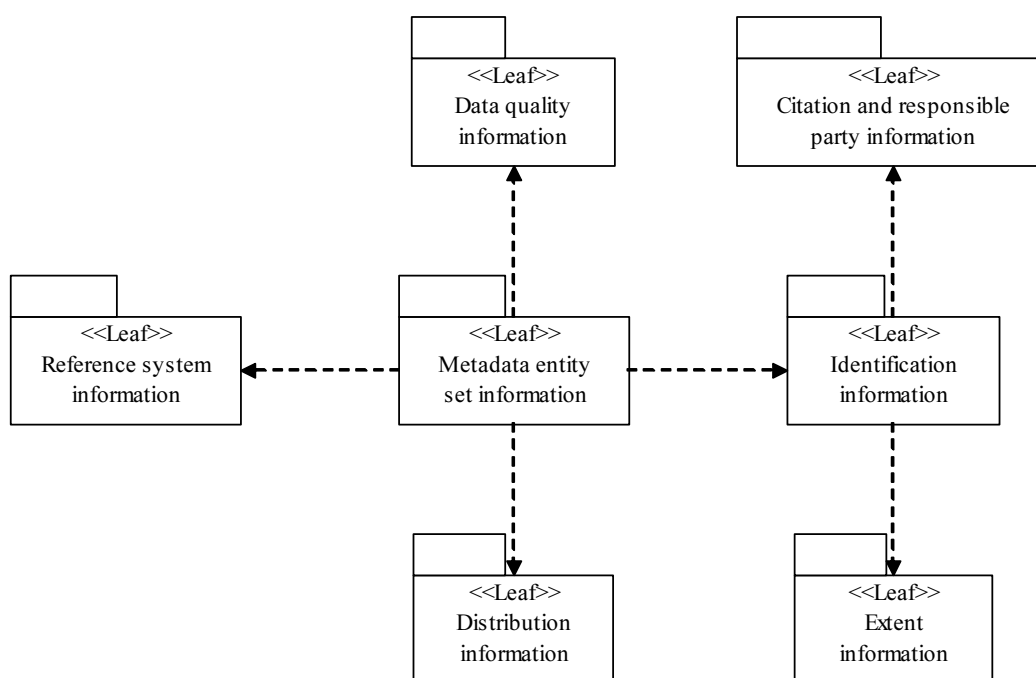 <<Leaf>>
Data quality
information
<<Leaf>>
Citation and responsible
party information
<<Leaf>>
Reference system
information
<<Leaf>>
Metadata entity
set information
<<Leaf>>
Identification
information
<<Leaf>>
Distribution
information
<<Leaf>>
Extent
information